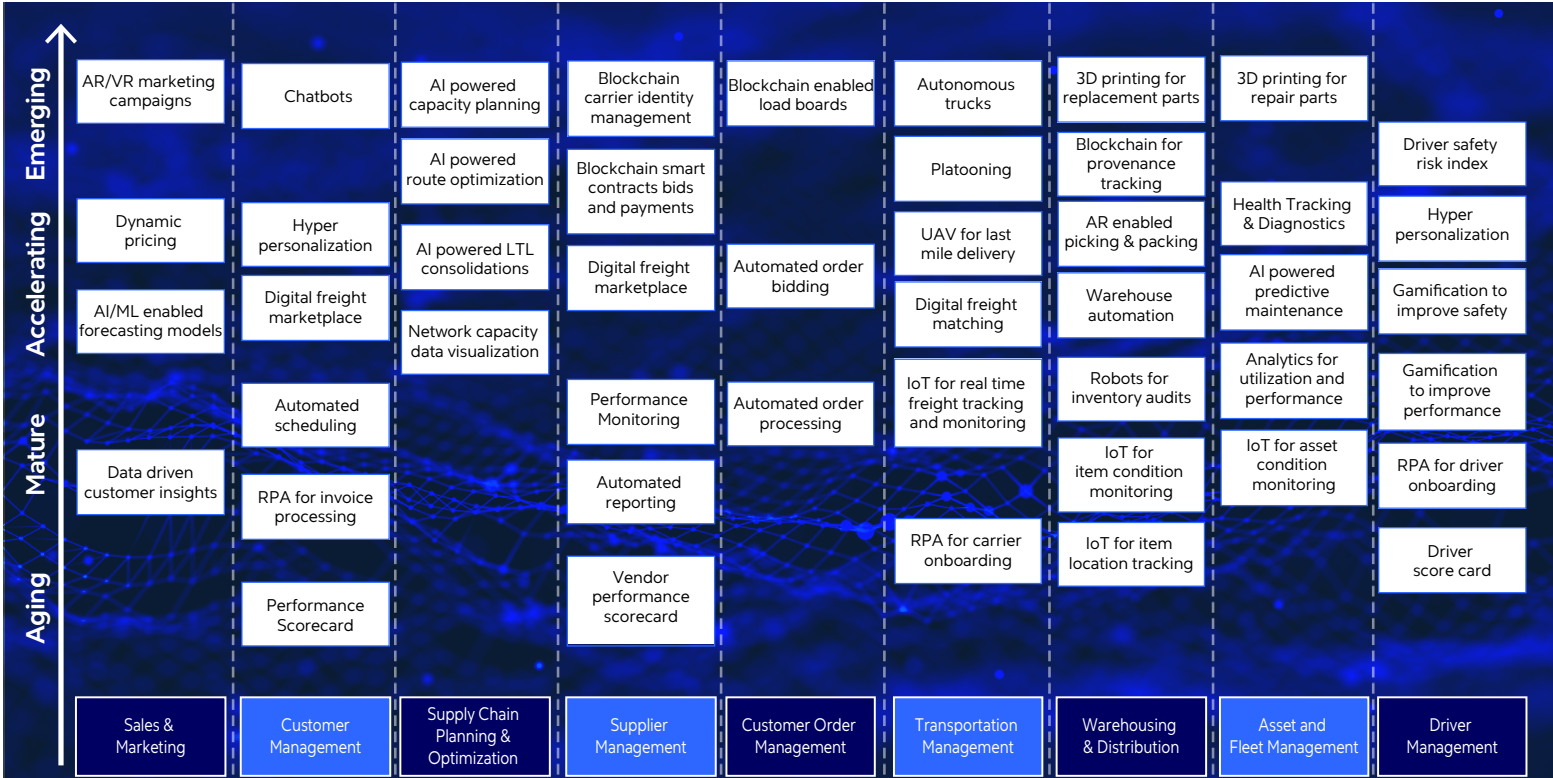 Emerging
Accelerating
Mature
Aging
AR/VR marketing
campaigns
Dynamic
pricing
AI/ML enabled
forecasting models
Data driven
customer insights
Sales &
Marketing
Chatbots
Hyper
personalization
Digital freight
marketplace
Automated
scheduling
RPA for invoice
processing
Performance
Scorecard
Customer
Management
AI powered
capacity planning
AI powered
route optimization
AI powered LTL
consolidations
Network capacity
data visualization
Supply Chain
Planning &
Optimization
Blockchain
carrier identity
management
Blockchain smart
contracts bids
and payments
Digital freight
marketplace
Performance
Monitoring
Automated
reporting
Vendor
performance
scorecard
Supplier
Management
Blockchain enabled
load boards
Automated order
bidding
Automated order
processing
Customer Order
Management
Autonomous
trucks
Platooning
UAV for last
mile delivery
Digital freight
matching
IoT for real time
freight tracking
and monitoring
RPA for carrier
onboarding
Transportation
Management
3D printing for
replacement parts
Blockchain for
provenance
tracking
AR enabled
picking & packing
Warehouse
automation
Robots for
inventory audits
IoT for
item condition
monitoring
IoT for item
location tracking
Warehousing
& Distribution
3D printing for
repair parts
Health Tracking
& Diagnostics
AI powered
predictive
maintenance
Analytics for
utilization and
performance
IoT for asset
condition
monitoring
Asset and
Fleet Management
Driver safety
risk index
Hyper
personalization
Gamification to
improve safety
Gamification
to improve
performance
RPA for driver
onboarding
Driver
score card
Driver
Management